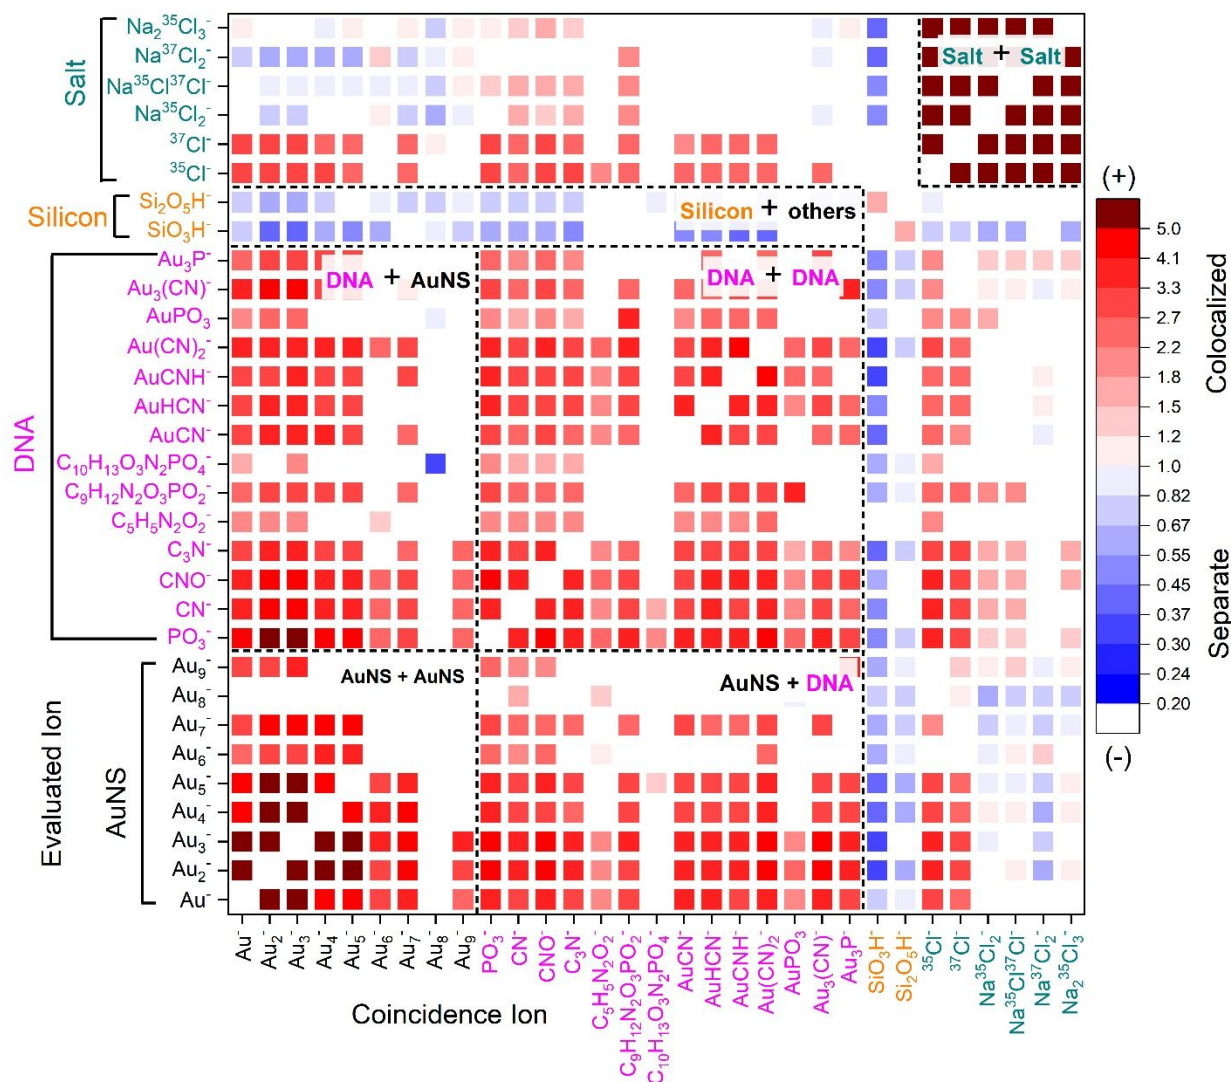 Na₂³⁵Cl₃⁻
Na³⁷Cl₂⁻
Na³⁵Cl³⁷Cl⁻
Na³⁵Cl₂⁻
³⁷Cl⁻
³⁵Cl⁻
Salt
Si₂O₅H⁻
SiO₃H⁻
Silicon
Au₃P⁻
Au₃(CN)⁻
AuPO₃
Au(CN)₂⁻
AuCNH⁻
AuHCN⁻
AuCN⁻
C₁₀H₁₃O₃N₂PO₄⁻
C₉H₁₂N₂O₃PO₂⁻
C₅H₅N₂O₂⁻
C₃N⁻
CNO⁻
CN⁻
PO₃⁻
DNA
Au₉⁻
Au₈⁻
Au₇⁻
Au₆⁻
Au₅⁻
Au₄⁻
Au₃⁻
Au₂⁻
Au⁻
AuNS
Evaluated Ion
Salt + Salt
Silicon + others
DNA + AuNS
DNA + DNA
AuNS + AuNS
AuNS + DNA
Au⁻
Au₂⁻
Au₃⁻
Au₄⁻
Au₅⁻
Au₆⁻
Au₇⁻
Au₈⁻
Au₉⁻
PO₃⁻
CN⁻
CNO⁻
C₃N⁻
C₅H₅N₂O₂⁻
C₉H₁₂N₂O₃PO₂⁻
C₁₀H₁₃O₃N₂PO₄⁻
AuCN⁻
AuHCN⁻
AuCNH⁻
Au(CN)₂⁻
AuPO₃⁻
Au₃(CN)⁻
Au₃P⁻
SiO₃H⁻
Si₂O₅H⁻
³⁵Cl⁻
³⁷Cl⁻
Na³⁵Cl₂⁻
Na³⁵Cl³⁷Cl⁻
Na³⁷Cl₂⁻
Na₂³⁵Cl₃⁻
Coincidence Ion
(+)
5.0
4.1
3.3
2.7
2.2
1.8
1.5
1.2
1.0
0.82
0.67
0.55
0.45
0.37
0.30
0.24
0.20
(-)
Colocalized
Separate